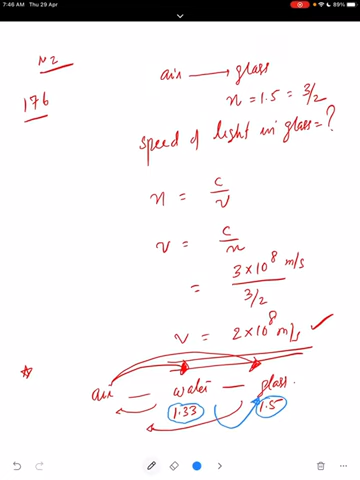 7:46 AM Thu 29 Apr
89%
N2
176
air → glass
n = 1.5 = 3/2
speed of light in glass = ?
n = c/v
v = c/n
= 3×10⁸ m/s / 3/2
v = 2×10⁸ m/s ✓
☆
air — water — glass.
1.33 1.5